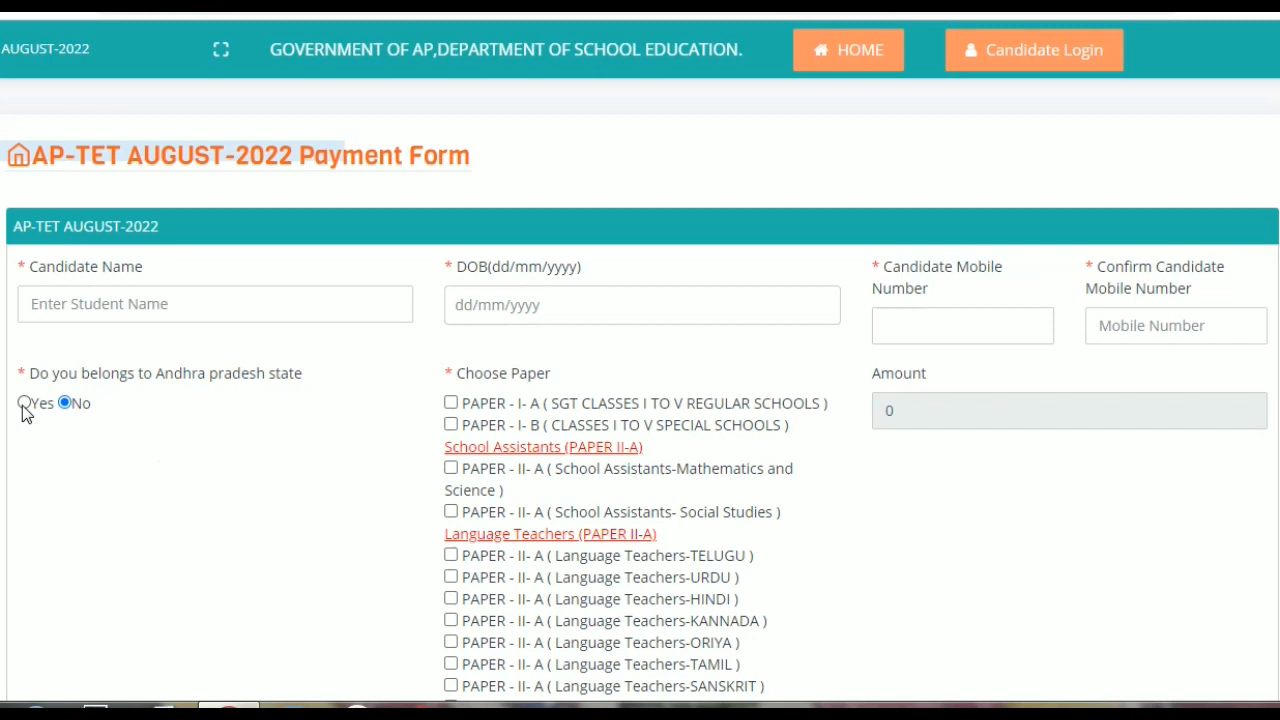 AUGUST-2022
GOVERNMENT OF AP,DEPARTMENT OF SCHOOL EDUCATION.
HOME
Candidate Login
AP-TET AUGUST-2022 Payment Form
AP-TET AUGUST-2022
* Candidate Name
Enter Student Name
* DOB(dd/mm/yyyy)
dd/mm/yyyy
* Candidate Mobile
Number
* Confirm Candidate
Mobile Number
Mobile Number
* Do you belongs to Andhra pradesh state
Yes No
* Choose Paper
PAPER - I- A ( SGT CLASSES I TO V REGULAR SCHOOLS )
PAPER - I- B ( CLASSES I TO V SPECIAL SCHOOLS )
School Assistants (PAPER II-A)
PAPER - II- A ( School Assistants-Mathematics and
Science )
PAPER - II- A ( School Assistants- Social Studies )
Language Teachers (PAPER II-A)
PAPER - II- A ( Language Teachers-TELUGU )
PAPER - II- A ( Language Teachers-URDU )
PAPER - II- A ( Language Teachers-HINDI )
PAPER - II- A ( Language Teachers-KANNADA )
PAPER - II- A ( Language Teachers-ORIYA )
PAPER - II- A ( Language Teachers-TAMIL )
PAPER - II- A ( Language Teachers-SANSKRIT )
Amount
0